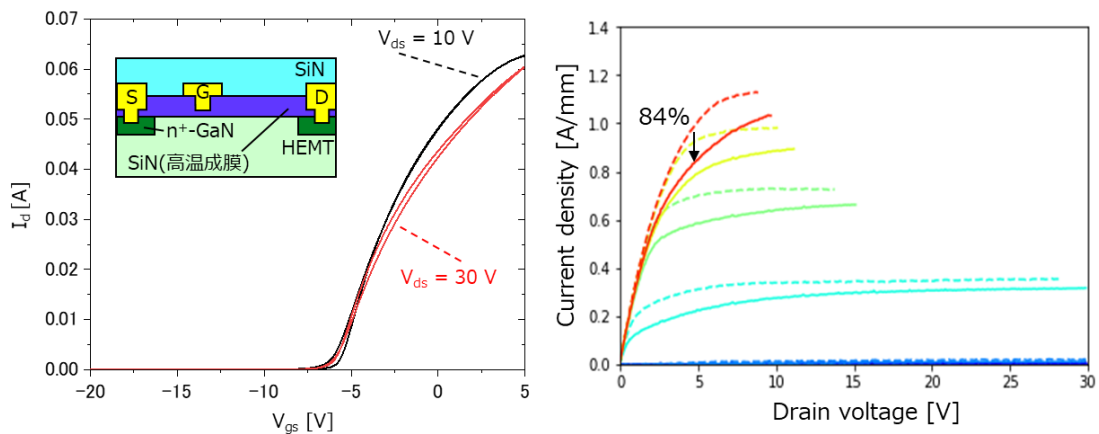 0.07
0.06
0.05
0.04
0.03
0.02
0.01
0.00
I_d [A]
−20
−15
−10
−5
0
5
V_gs [V]
V_ds = 10 V
V_ds = 30 V
SiN
S
G
D
n⁺-GaN
HEMT
SiN(高温成膜)
1.4
1.2
1.0
0.8
0.6
0.4
0.2
0.0
Current density [A/mm]
84%
0
5
10
15
20
25
30
Drain voltage [V]